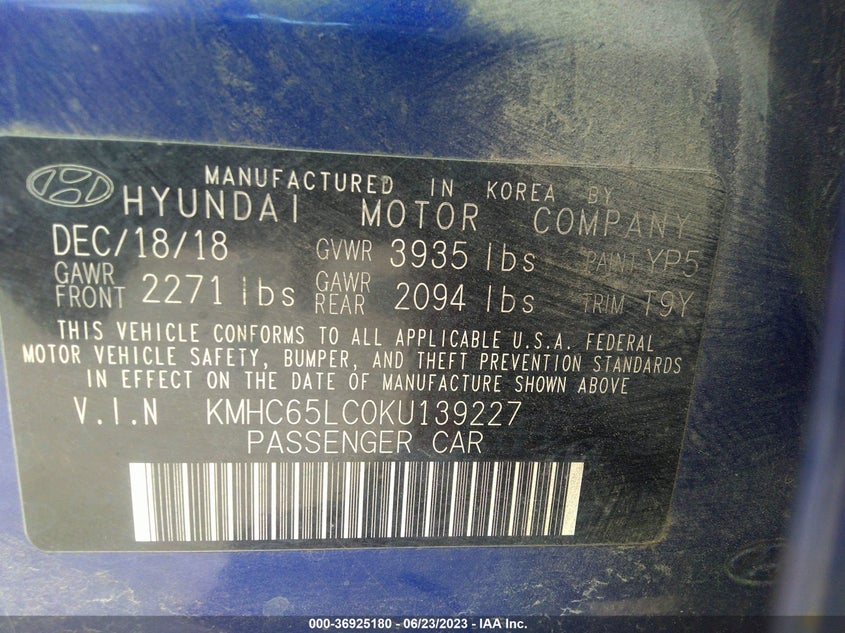 MANUFACTURED IN KOREA BY
HYUNDAI MOTOR COMPANY
DEC/18/18 GVWR 3935 lbs PAINT YP5
GAWR FRONT 2271 lbs GAWR REAR 2094 lbs TRIM T9Y
THIS VEHICLE CONFORMS TO ALL APPLICABLE U.S.A. FEDERAL
MOTOR VEHICLE SAFETY, BUMPER, AND THEFT PREVENTION STANDARDS
IN EFFECT ON THE DATE OF MANUFACTURE SHOWN ABOVE
V.I.N KMHC65LC0KU139227
PASSENGER CAR
000-36925180 - 06/23/2023 - IAA Inc.